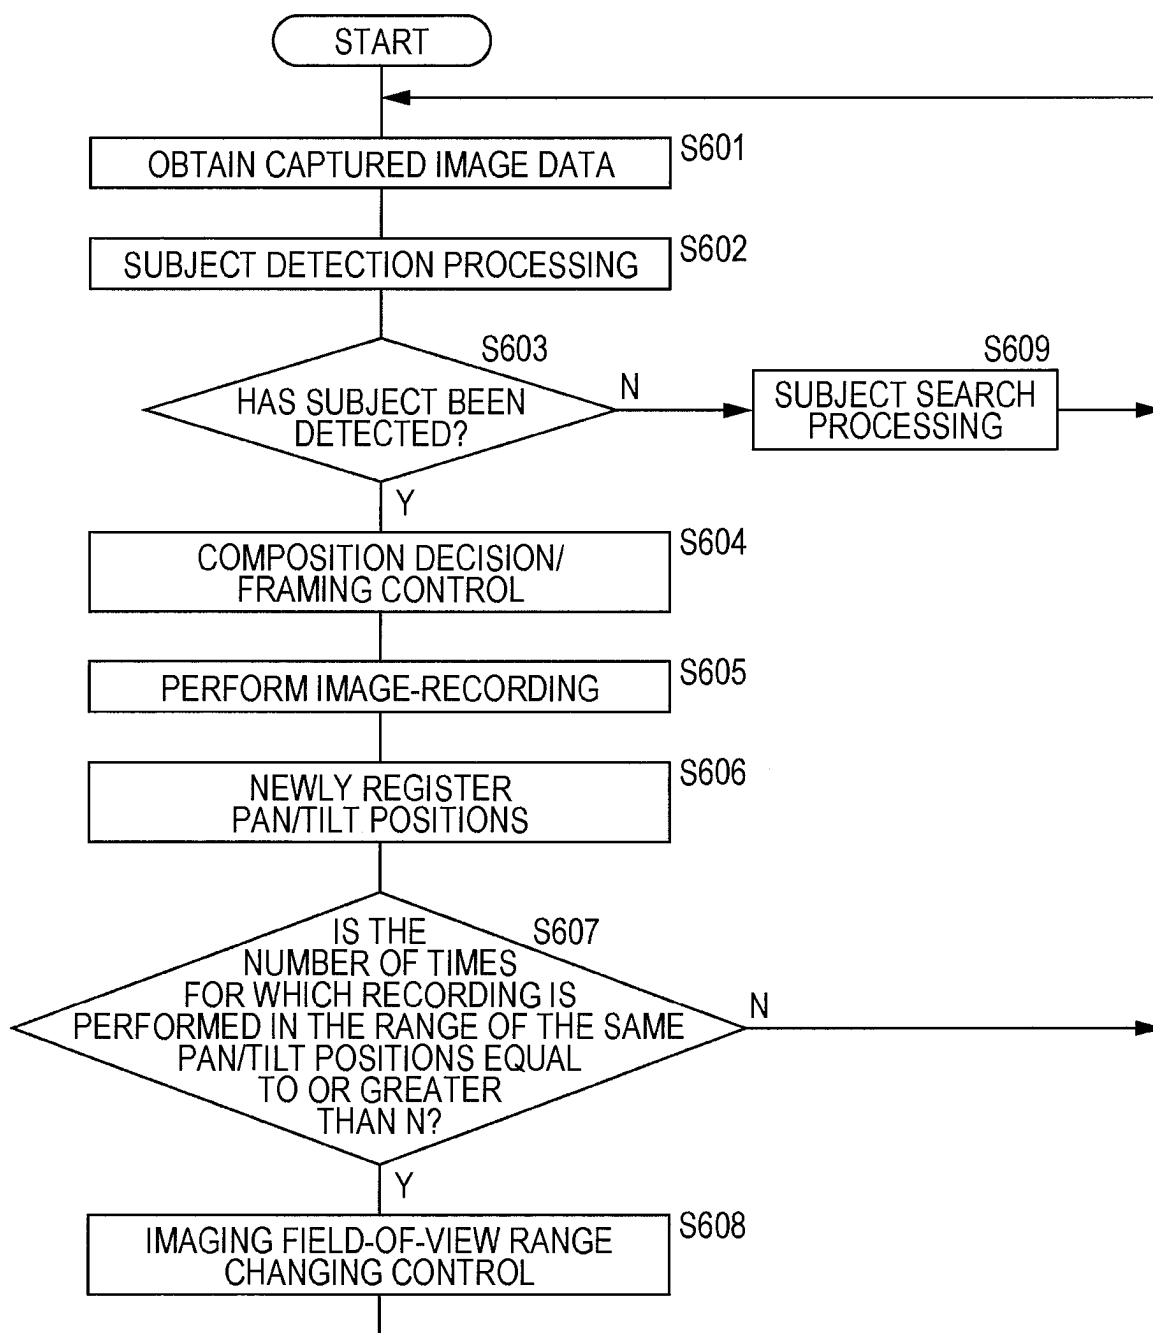 START
OBTAIN CAPTURED IMAGE DATA
S601
SUBJECT DETECTION PROCESSING
S602
S603
HAS SUBJECT BEEN
DETECTED?
N
S609
SUBJECT SEARCH
PROCESSING
Y
COMPOSITION DECISION/
FRAMING CONTROL
S604
PERFORM IMAGE-RECORDING
S605
NEWLY REGISTER
PAN/TILT POSITIONS
S606
IS THE
NUMBER OF TIMES
FOR WHICH RECORDING IS
PERFORMED IN THE RANGE OF THE SAME
PAN/TILT POSITIONS EQUAL
TO OR GREATER
THAN N?
S607
N
Y
IMAGING FIELD-OF-VIEW RANGE
CHANGING CONTROL
S608